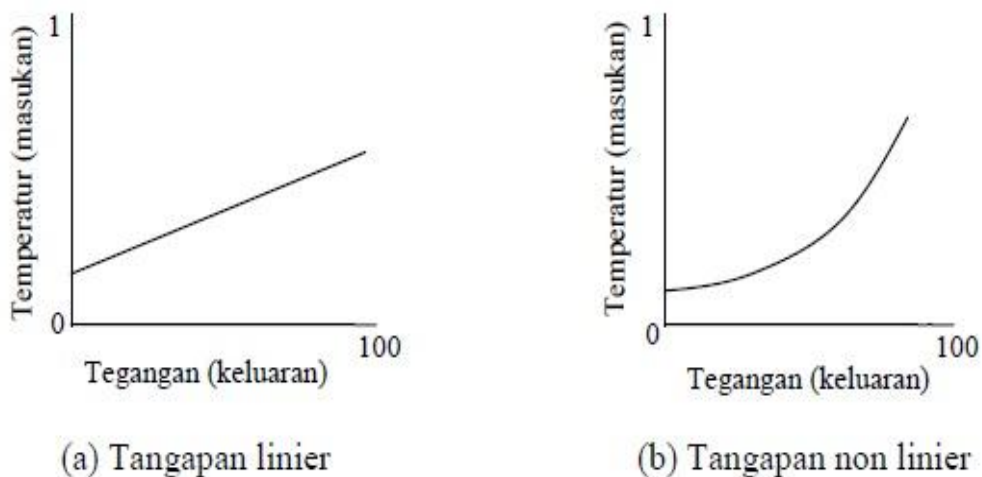 1
Temperatur (masukan)
0
100
Tegangan (keluaran)
(a) Tangapan linier
1
Temperatur (masukan)
0
100
Tegangan (keluaran)
(b) Tangapan non linier